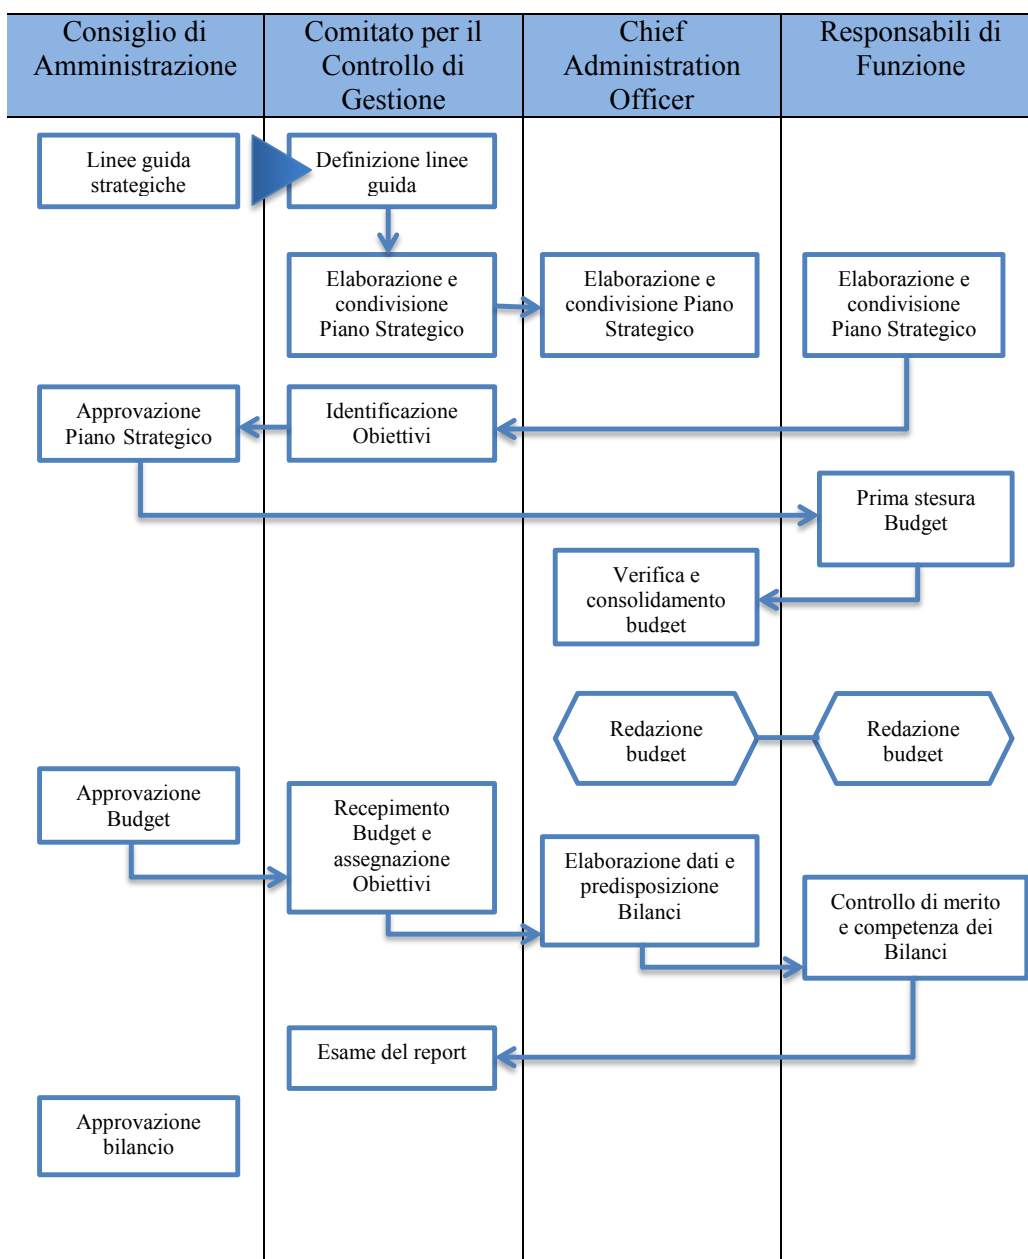 Consiglio di
Amministrazione
Comitato per il
Controllo di
Gestione
Chief
Administration
Officer
Responsabili di
Funzione
Linee guida
strategiche
Definizione linee
guida
Elaborazione e
condivisione
Piano Strategico
Elaborazione e
condivisione Piano
Strategico
Elaborazione e
condivisione
Piano Strategico
Approvazione
Piano Strategico
Identificazione
Obiettivi
Prima stesura
Budget
Verifica e
consolidamento
budget
Redazione
budget
Redazione
budget
Approvazione
Budget
Recepimento
Budget e
assegnazione
Obiettivi
Elaborazione dati e
predisposizione
Bilanci
Controllo di merito
e competenza dei
Bilanci
Esame del report
Approvazione
bilancio